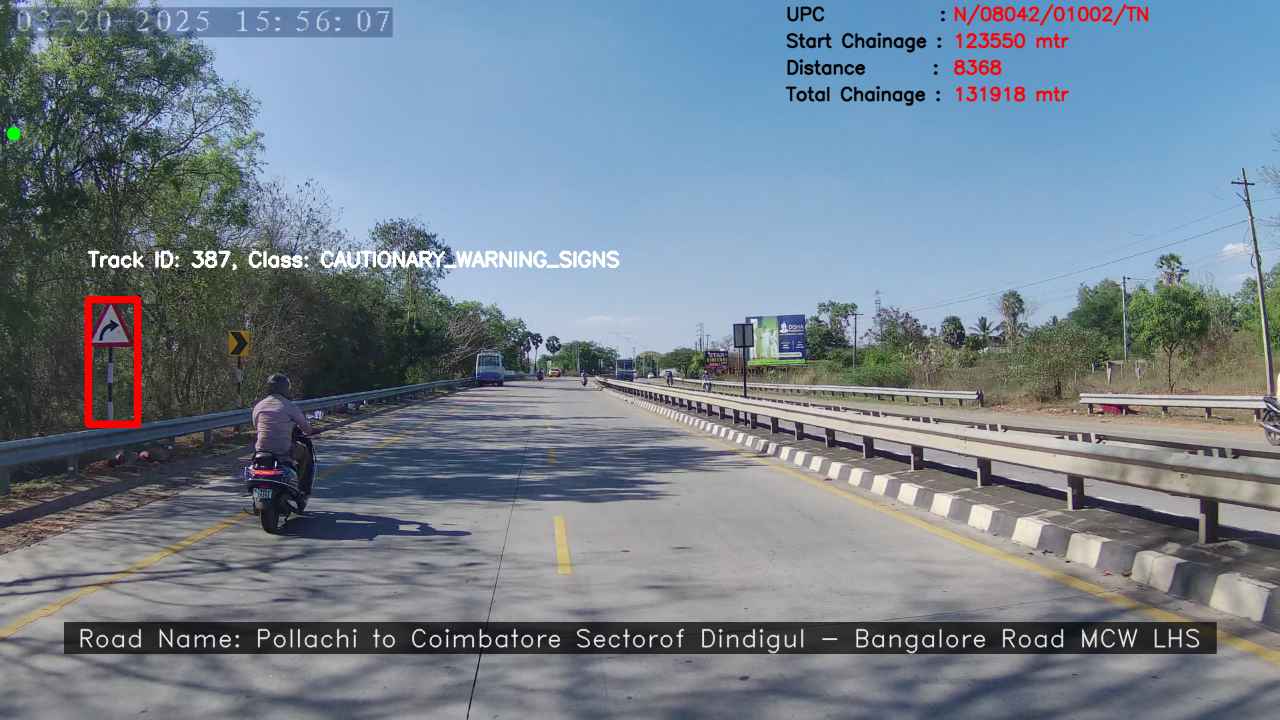 03-20-2025 15:56:07
UPC : N/08042/01002/TN
Start Chainage : 123550 mtr
Distance : 8368
Total Chainage : 131918 mtr
Track ID: 387, Class: CAUTIONARY_WARNING_SIGNS
Road Name: Pollachi to Coimbatore Sectorof Dindigul - Bangalore Road MCW LHS